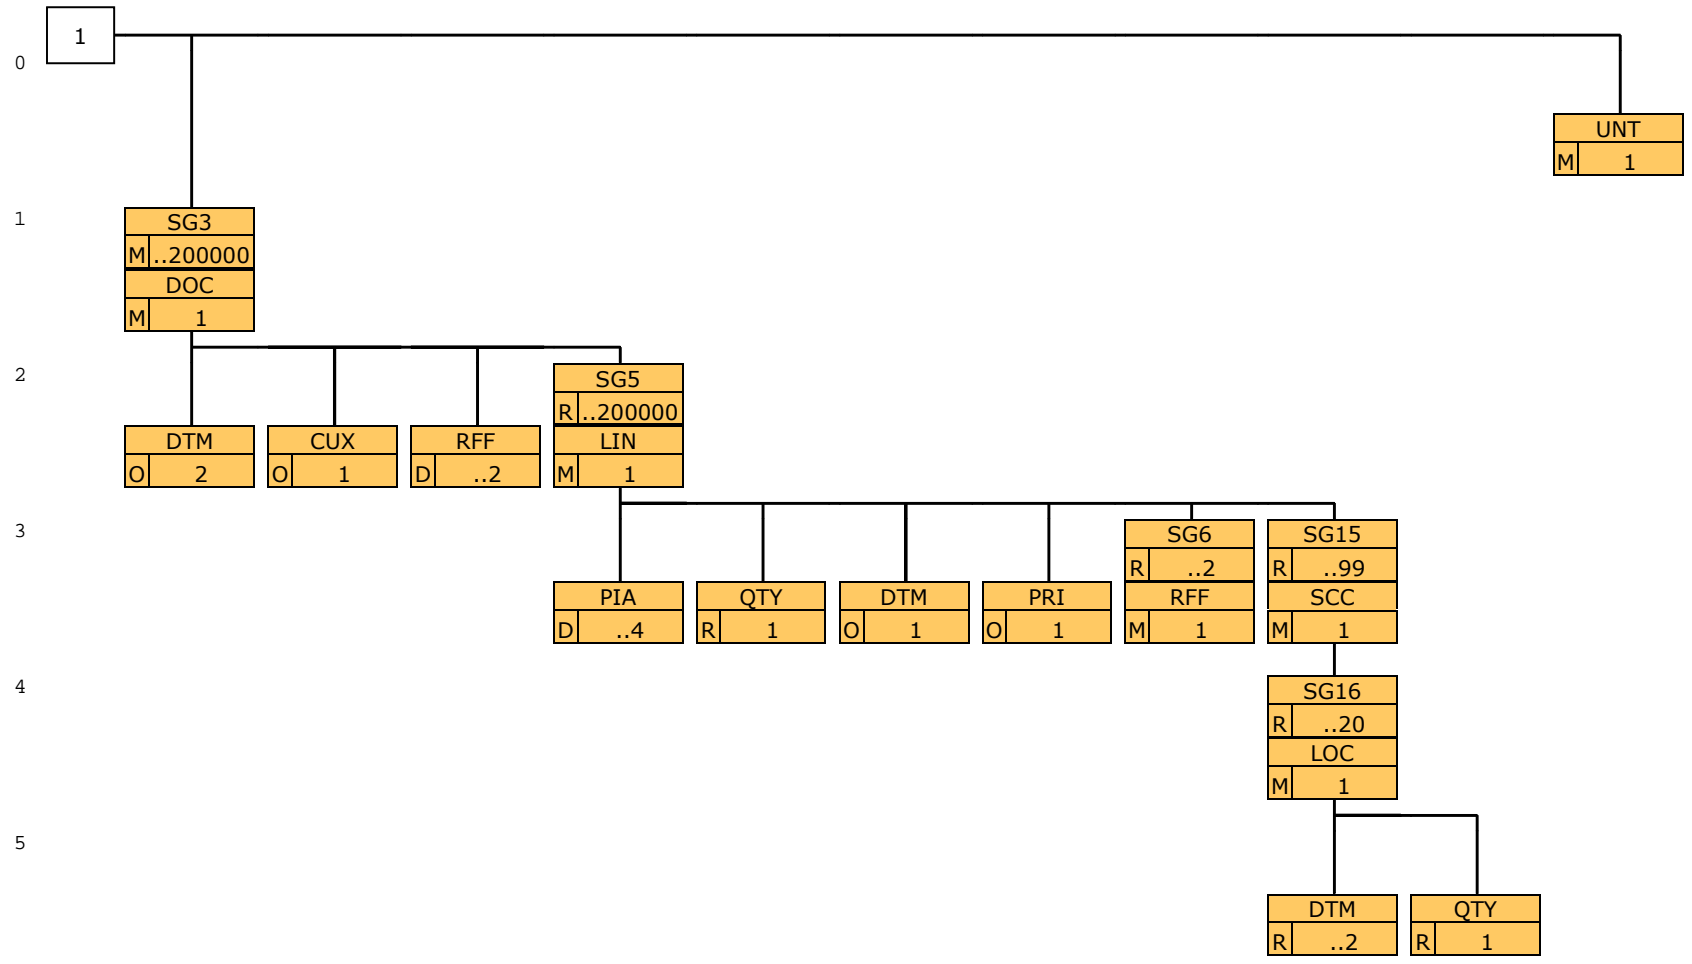 1
0
UNT
M 1
1
SG3
M ..200000
DOC
M 1
2
SG5
R ..200000
DTM CUX RFF LIN
O 2 O 1 D ..2 M 1
3
SG6 SG15
R ..2 R ..99
PIA QTY DTM PRI RFF SCC
D ..4 R 1 O 1 O 1 M 1 M 1
4
SG16
R ..20
LOC
M 1
5
DTM QTY
R ..2 R 1